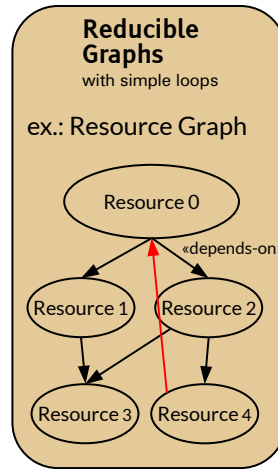 Reducible
Graphs
with simple loops
ex.: Resource Graph
Resource 0
«depends-on
Resource 1
Resource 2
Resource 3
Resource 4